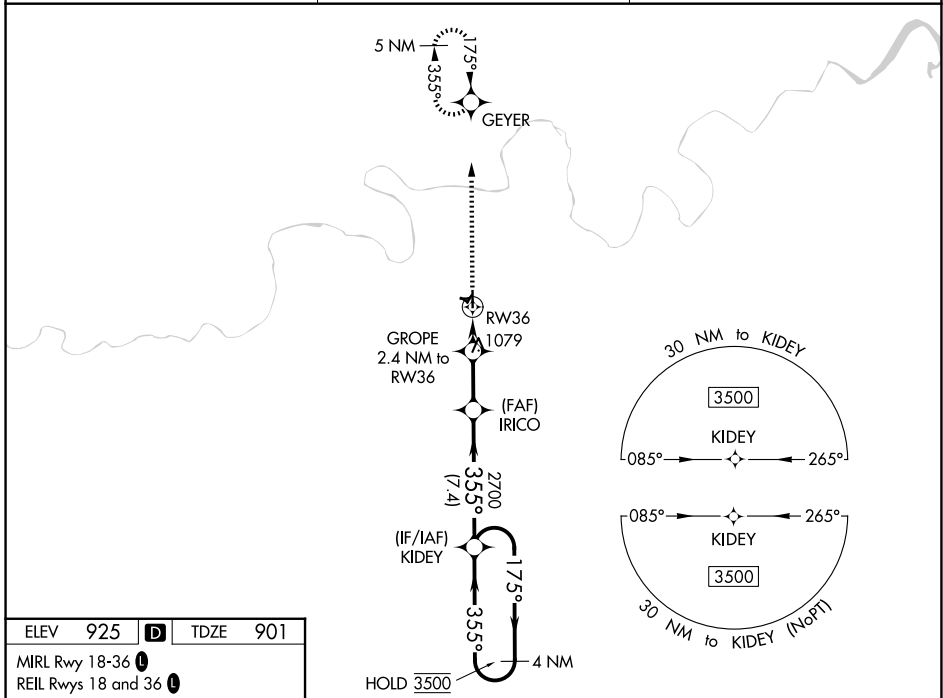 5 NM
175°
355°
GEYER
RW36
1079
GROPE
2.4 NM to
RW36
(FAF)
IRICO
2700
355°
(7.4)
(IF/IAF)
KIDEY
175°
355°
4 NM
HOLD 3500
30 NM to KIDEY
3500
KIDEY
085°
265°
085°
265°
KIDEY
3500
30 NM to KIDEY (NoPT)
ELEV 925 D TDZE 901
MIRL Rwy 18-36 L
REIL Rwys 18 and 36 L